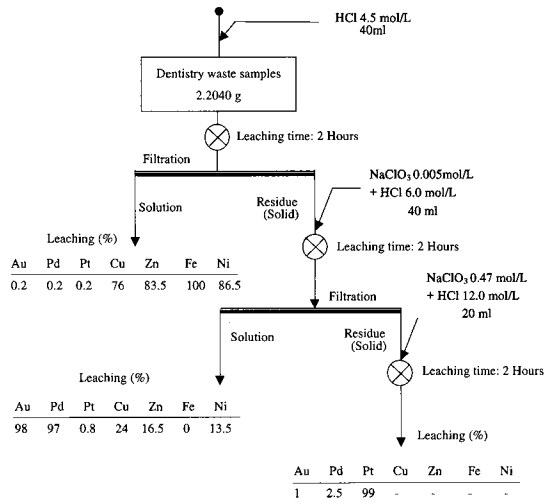 HCl 4.5 mol/L
40ml
Dentistry waste samples
2.2040 g
Leaching time: 2 Hours
Filtration
NaClO3 0.005mol/L
+ HCl 6.0 mol/L
40 ml
Solution
Residue
(Solid)
Leaching (%)
Leaching time: 2 Hours
Au Pd Pt Cu Zn Fe Ni
0.2 0.2 0.2 76 83.5 100 86.5
NaClO3 0.47 mol/L
+ HCl 12.0 mol/L
20 ml
Filtration
Solution
Residue
(Solid)
Leaching time: 2 Hours
Leaching (%)
Au Pd Pt Cu Zn Fe Ni
98 97 0.8 24 16.5 0 13.5
Leaching (%)
Au Pd Pt Cu Zn Fe Ni
1 2.5 99 - - - -